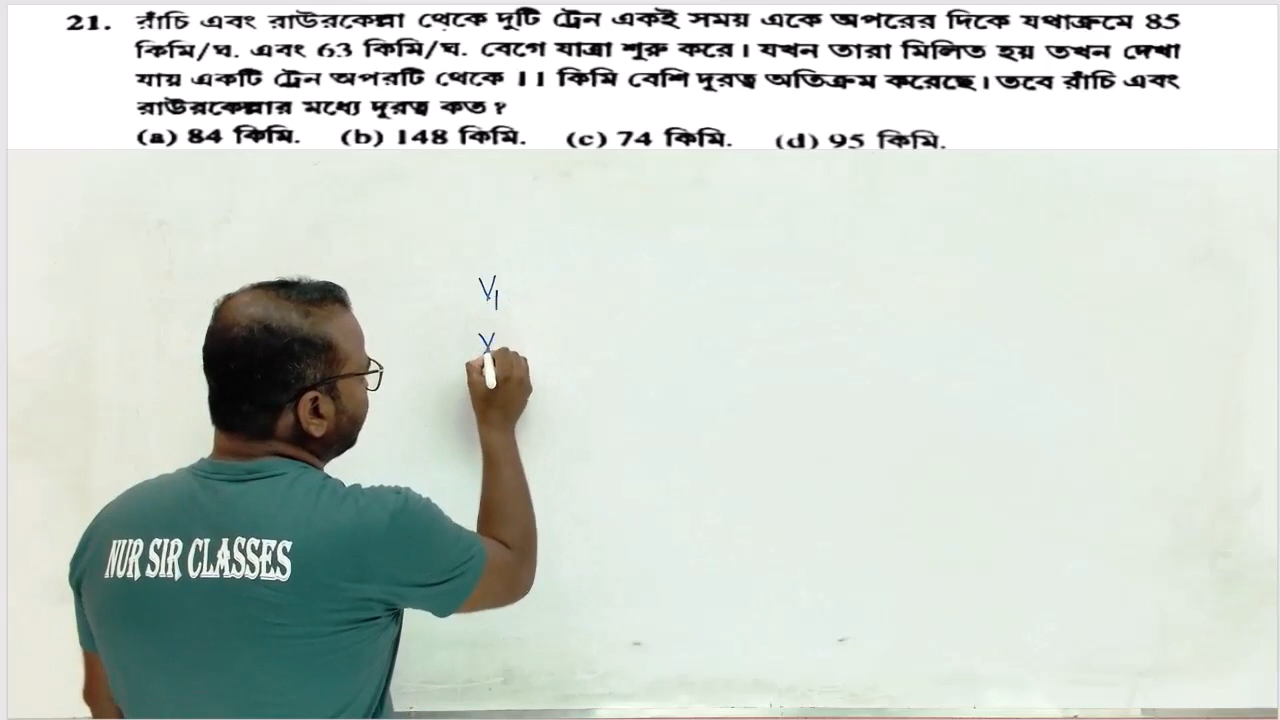 21. রাঁচি এবং রাউরকেল্লা থেকে দুটি ট্রেন একই সময় একে অপরের দিকে যথাক্রমে 85
কিমি/ঘ. এবং 63 কিমি/ঘ. বেগে যাত্রা শুরু করে। যখন তারা মিলিত হয় তখন দেখা
যায় একটি ট্রেন অপরটি থেকে 11 কিমি বেশি দূরত্ব অতিক্রম করেছে। তবে রাঁচি এবং
রাউরকেল্লার মধ্যে দূরত্ব কত?
(a) 84 কিমি. (b) 148 কিমি. (c) 74 কিমি. (d) 95 কিমি.
V1
V
NUR SIR CLASSES